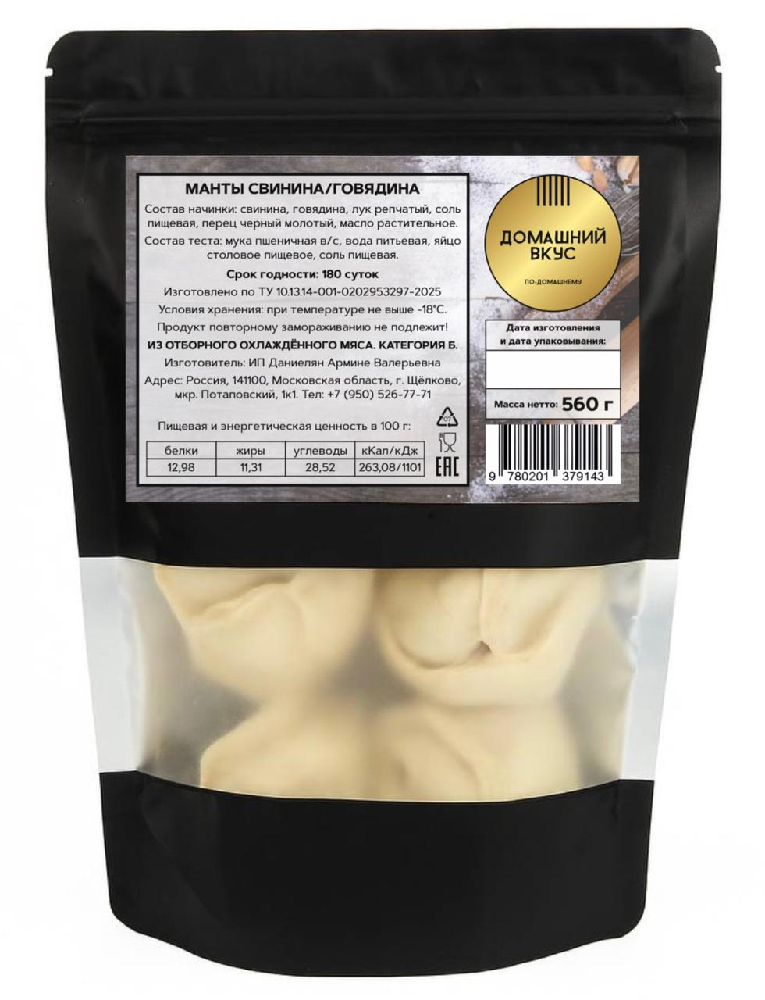 МАНТЫ СВИНИНА/ГОВЯДИНА
Состав начинки: свинина, говядина, лук репчатый, соль
пищевая, перец черный молотый, масло растительное.
Состав теста: мука пшеничная в/с, вода питьевая, яйцо
столовое пищевое, соль пищевая.
Срок годности: 180 суток
Изготовлено по ТУ 10.13.14-001-0202953297-2025
Условия хранения: при температуре не выше -18°С.
Продукт повторному замораживанию не подлежит!
ИЗ ОТБОРНОГО ОХЛАЖДЁННОГО МЯСА. КАТЕГОРИЯ Б.
Изготовитель: ИП Даниелян Армине Валерьевна
Адрес: Россия, 141100, Московская область, г. Щёлково,
мкр. Потаповский, 1к1. Тел: +7 (950) 526-77-71
Пищевая и энергетическая ценность в 100 г:
белки жиры углеводы кКал/кДж
12,98 11,31 28,52 263,08/1101
07
ЕАС
ДОМАШНИЙ
ВКУС
ПО-ДОМАШНЕМУ
Дата изготовления
и дата упаковывания:
Масса нетто: 560 г
9 780201 379143